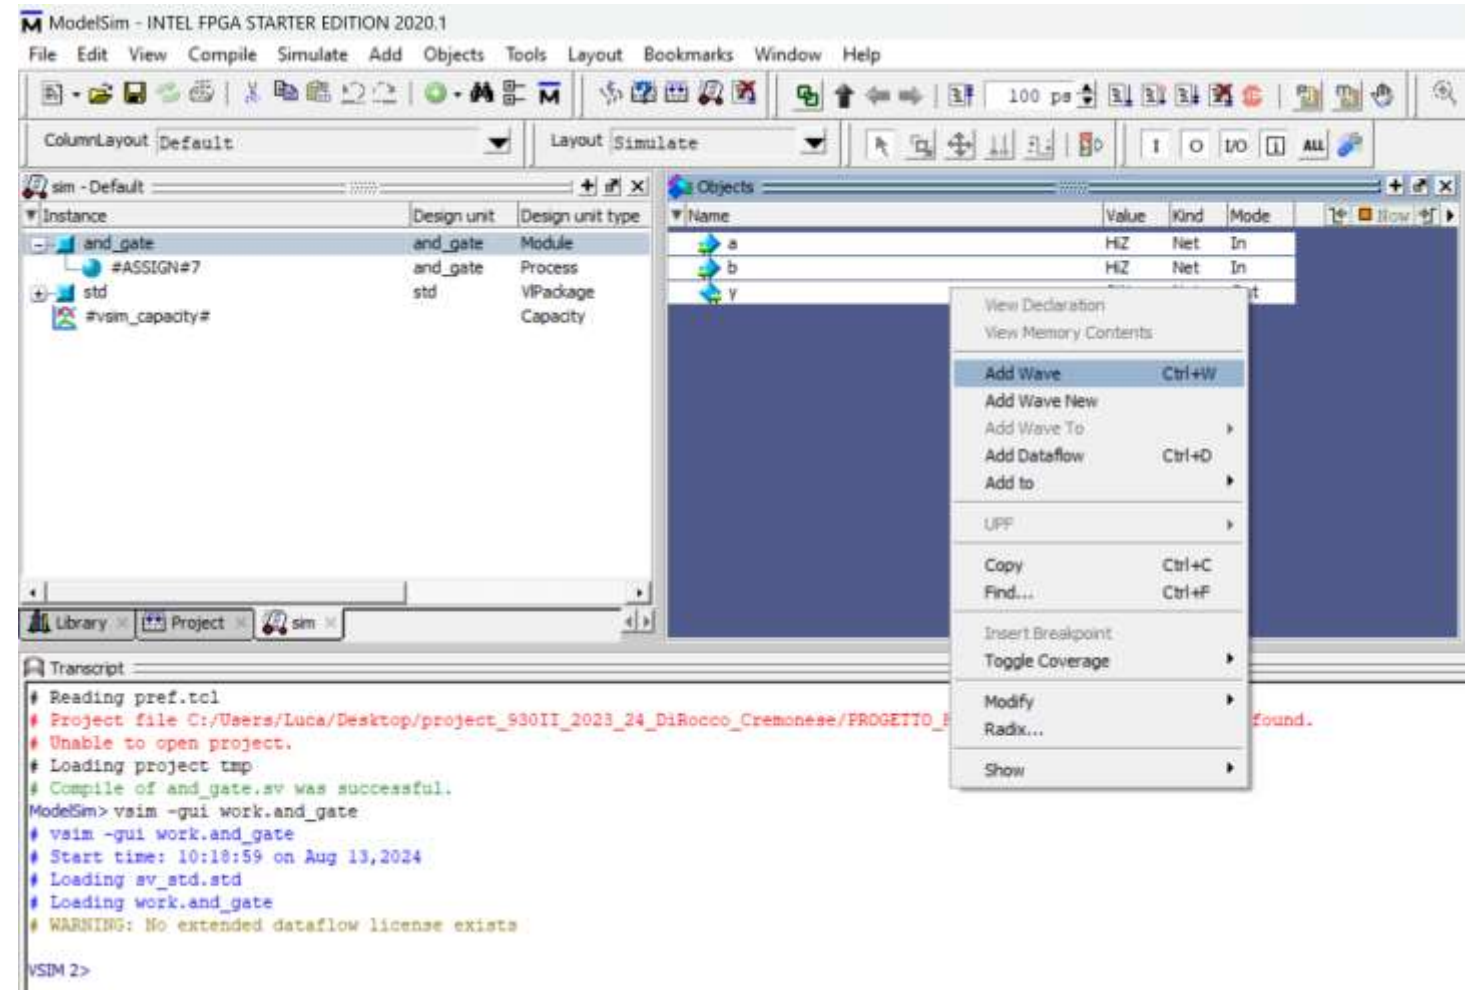 ModelSim - INTEL FPGA STARTER EDITION 2020.1
File Edit View Compile Simulate Add Objects Tools Layout Bookmarks Window Help
100 ps
ColumnLayout Default
Layout Simulate
I O I/O ALL
sim - Default
Instance Design unit Design unit type
and_gate and_gate Module
#ASSIGN#7 and_gate Process
std std VlPackage
#vsim_capacity# Capacity
Library Project sim
Objects
Name Value Kind Mode Now
a HiZ Net In
b HiZ Net In
y
View Declaration
View Memory Contents
Add Wave Ctrl+W
Add Wave New
Add Wave To
Add Dataflow Ctrl+D
Add to
UPF
Copy Ctrl+C
Find... Ctrl+F
Insert Breakpoint
Toggle Coverage
Modify
Radix...
Show
Transcript
# Reading pref.tcl
# Project file C:/Users/Luca/Desktop/project_930II_2023_24_DiRocco_Cremonese/PROGETTO_ found.
# Unable to open project.
# Loading project tmp
# Compile of and_gate.sv was successful.
ModelSim> vsim -gui work.and_gate
# vsim -gui work.and_gate
# Start time: 10:18:59 on Aug 13,2024
# Loading sv_std.std
# Loading work.and_gate
# WARNING: No extended dataflow license exists
VSIM 2>